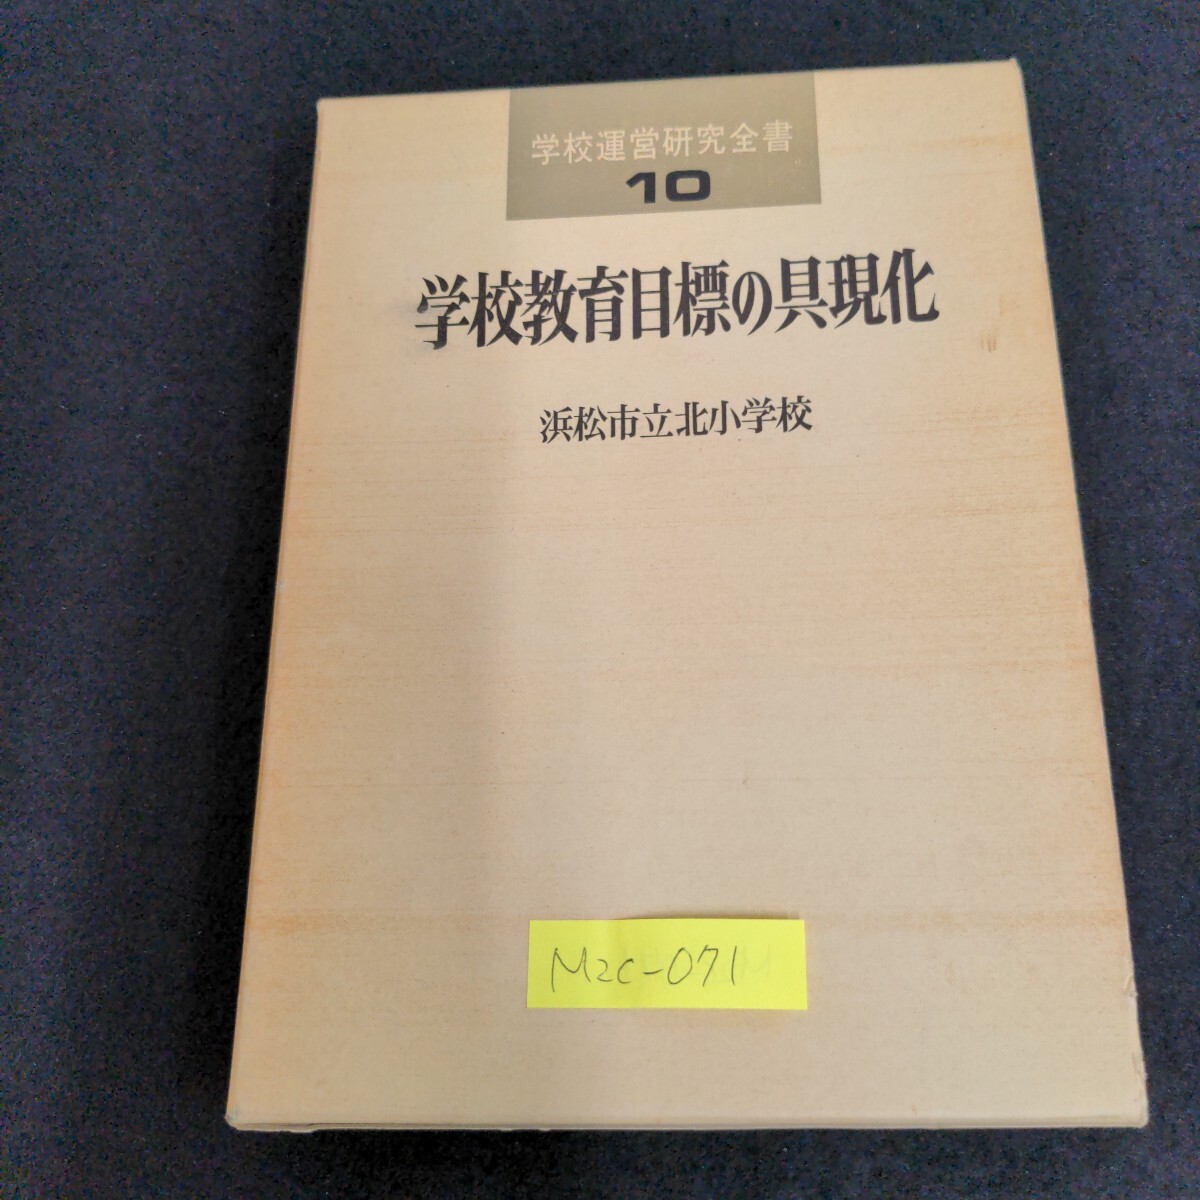 学校運営研究全書
10
学校教育目標の具現化
浜松市立北小学校
M2C-071